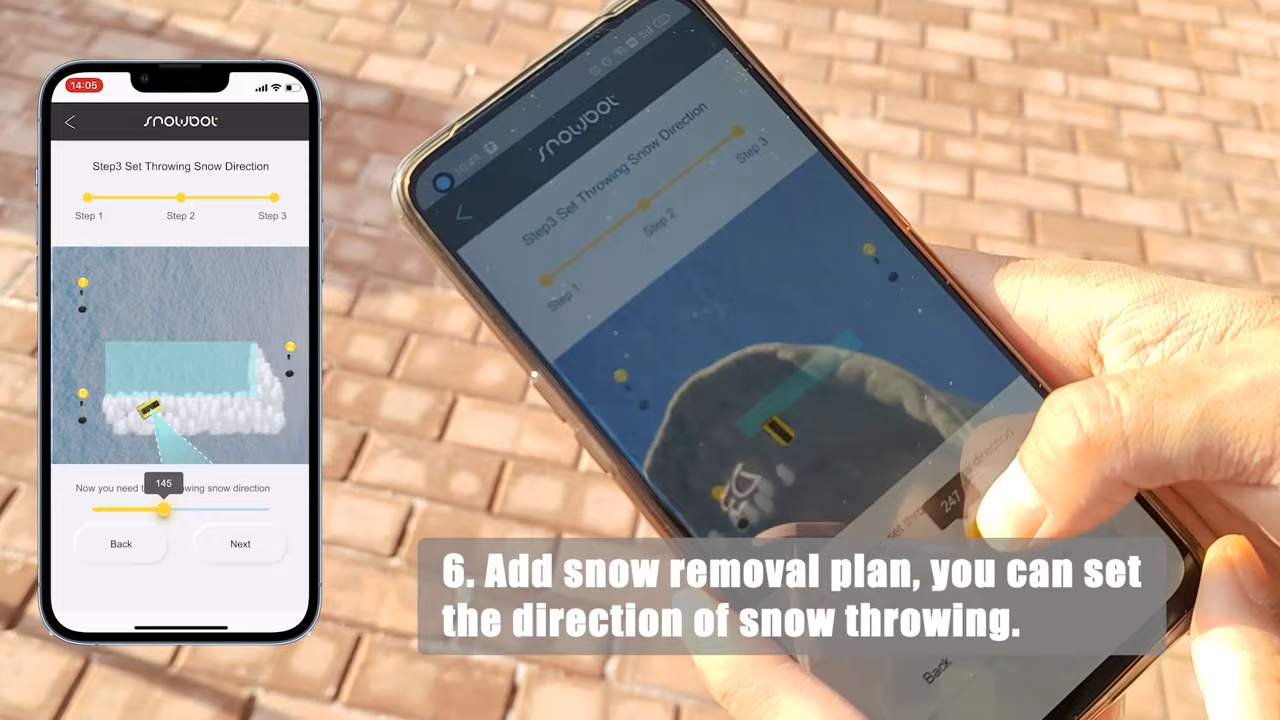 14:05
snowbot
Step3 Set Throwing Snow Direction
Step 1
Step 2
Step 3
145
Now you need t
wing snow direction
Back
Next
snowbot
Step3 Set Throwing Snow Direction
Step 1
Step 2
Step 3
direction
247
Back
6. Add snow removal plan, you can set
the direction of snow throwing.